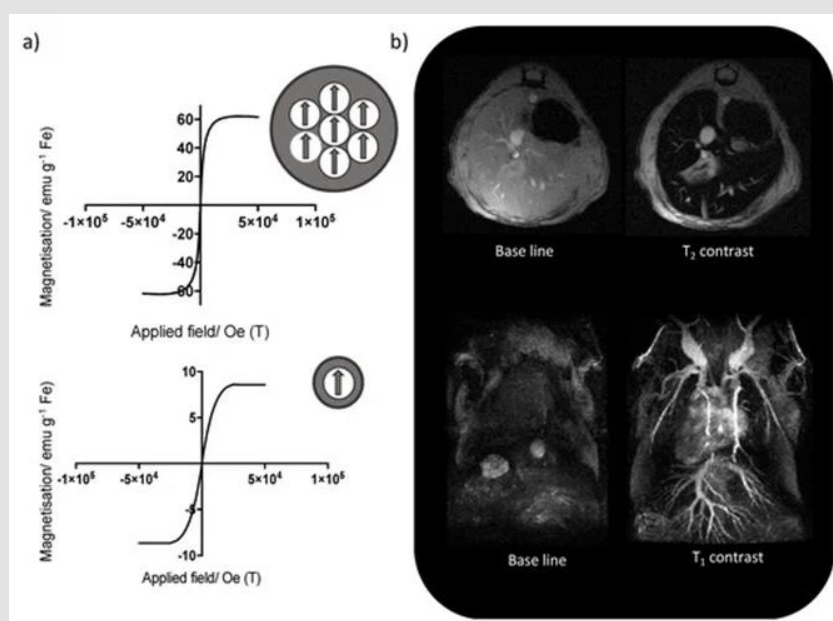 a)
Magnetisation/ emu g⁻¹ Fe)
60
40
20
-1×10⁵ -5×10⁴ 5×10⁴ 1×10⁵
-20
-40
-60
Applied field/ Oe (T)
Magnetisation/ emu g⁻¹ Fe)
10
5
-1×10⁵ -5×10⁴ 5×10⁴ 1×10⁵
-5
-10
Applied field/ Oe (T)
b)
Base line T₂ contrast
Base line T₁ contrast